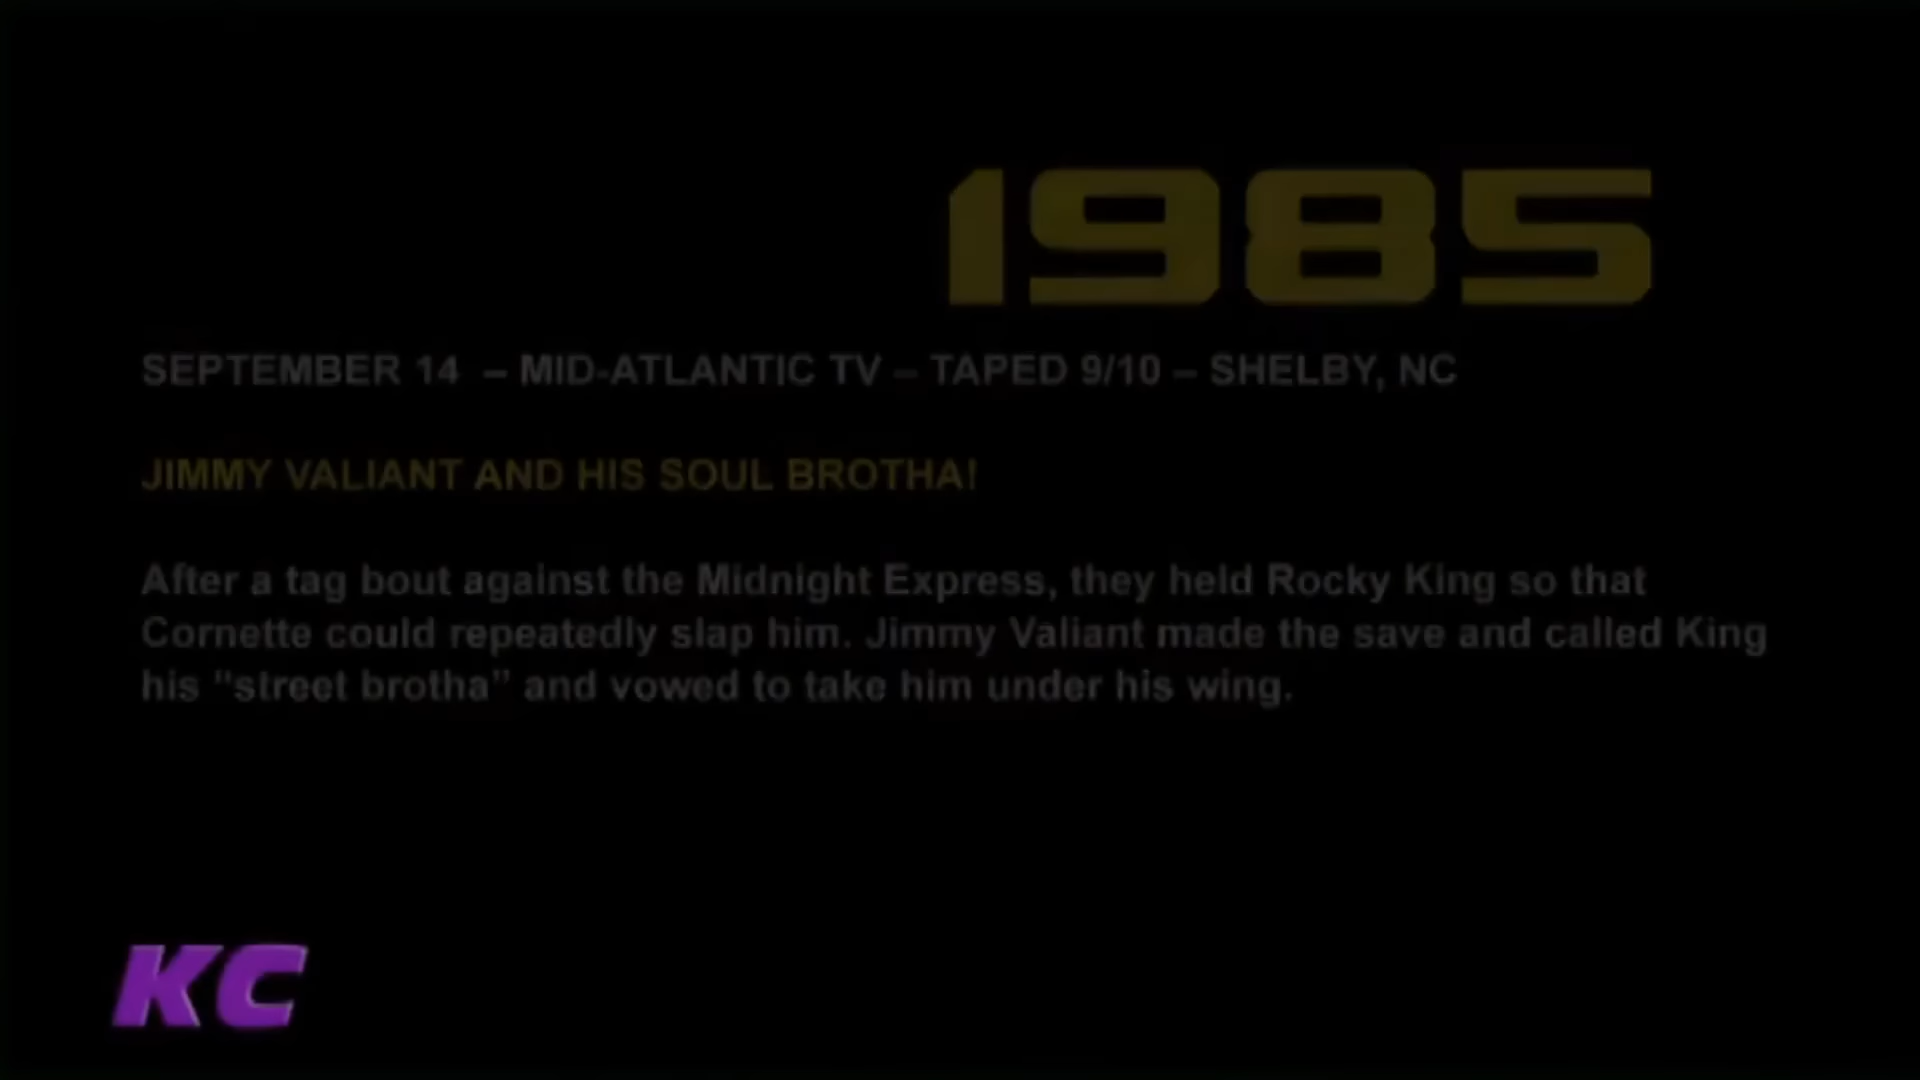 1985
SEPTEMBER 14 – MID-ATLANTIC TV – TAPED 9/10 – SHELBY, NC
JIMMY VALIANT AND HIS SOUL BROTHA!
After a tag bout against the Midnight Express, they held Rocky King so that
Cornette could repeatedly slap him. Jimmy Valiant made the save and called King
his "street brotha” and vowed to take him under his wing.
KC